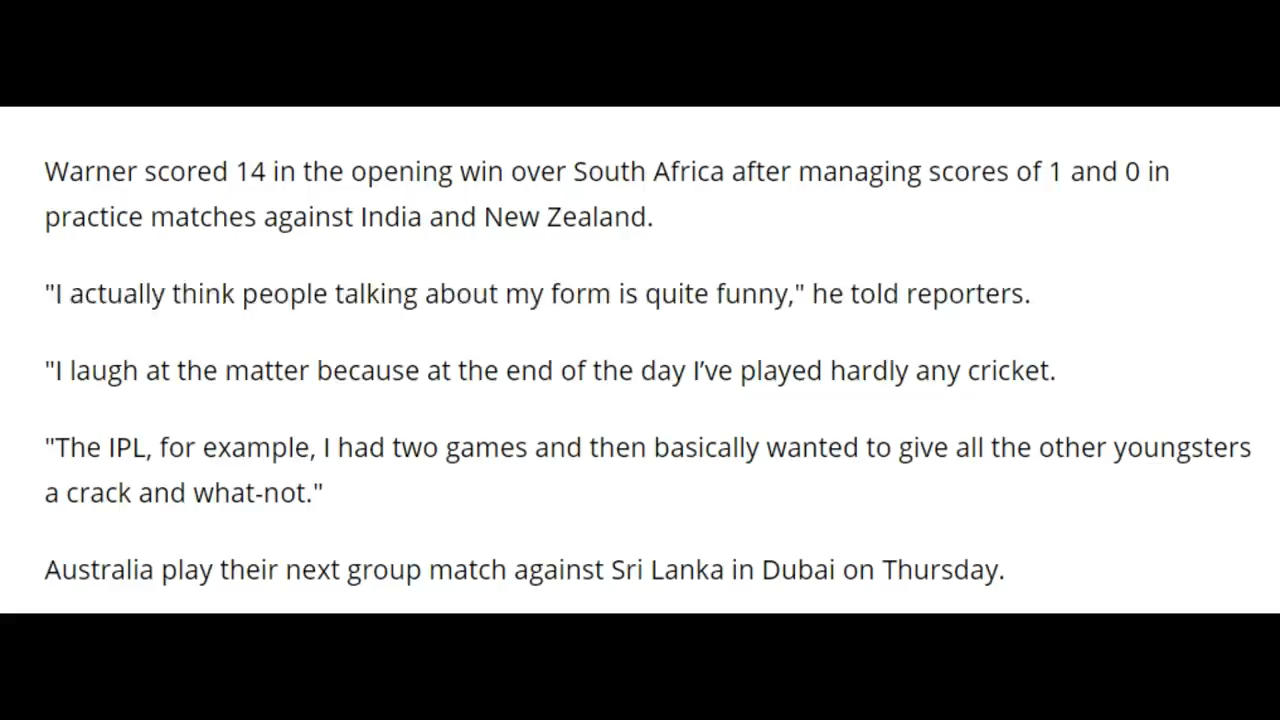 Warner scored 14 in the opening win over South Africa after managing scores of 1 and 0 in
practice matches against India and New Zealand.
"I actually think people talking about my form is quite funny," he told reporters.
"I laugh at the matter because at the end of the day I’ve played hardly any cricket.
"The IPL, for example, I had two games and then basically wanted to give all the other youngsters
a crack and what-not."
Australia play their next group match against Sri Lanka in Dubai on Thursday.